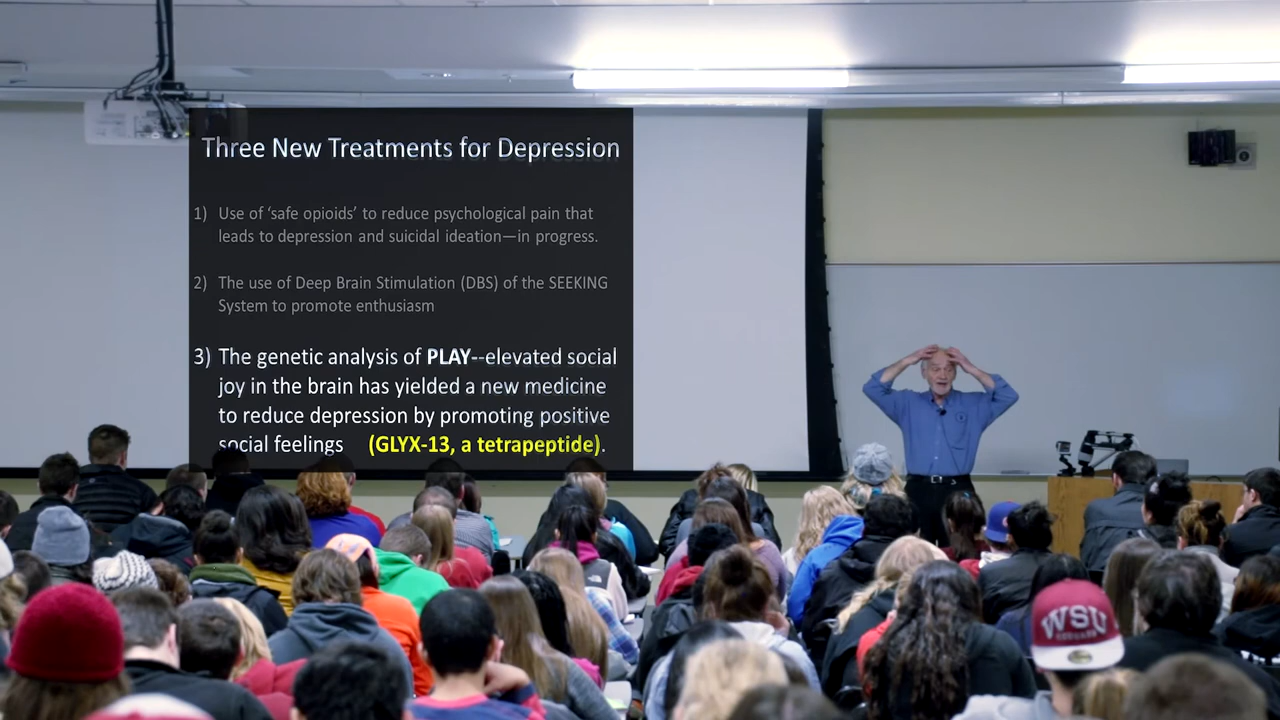 Three New Treatments for Depression
1) Use of ‘safe opioids’ to reduce psychological pain that
leads to depression and suicidal ideation—in progress.
2) The use of Deep Brain Stimulation (DBS) of the SEEKING
System to promote enthusiasm
3) The genetic analysis of PLAY--elevated social
joy in the brain has yielded a new medicine
to reduce depression by promoting positive
social feelings (GLYX-13, a tetrapeptide).
WSU